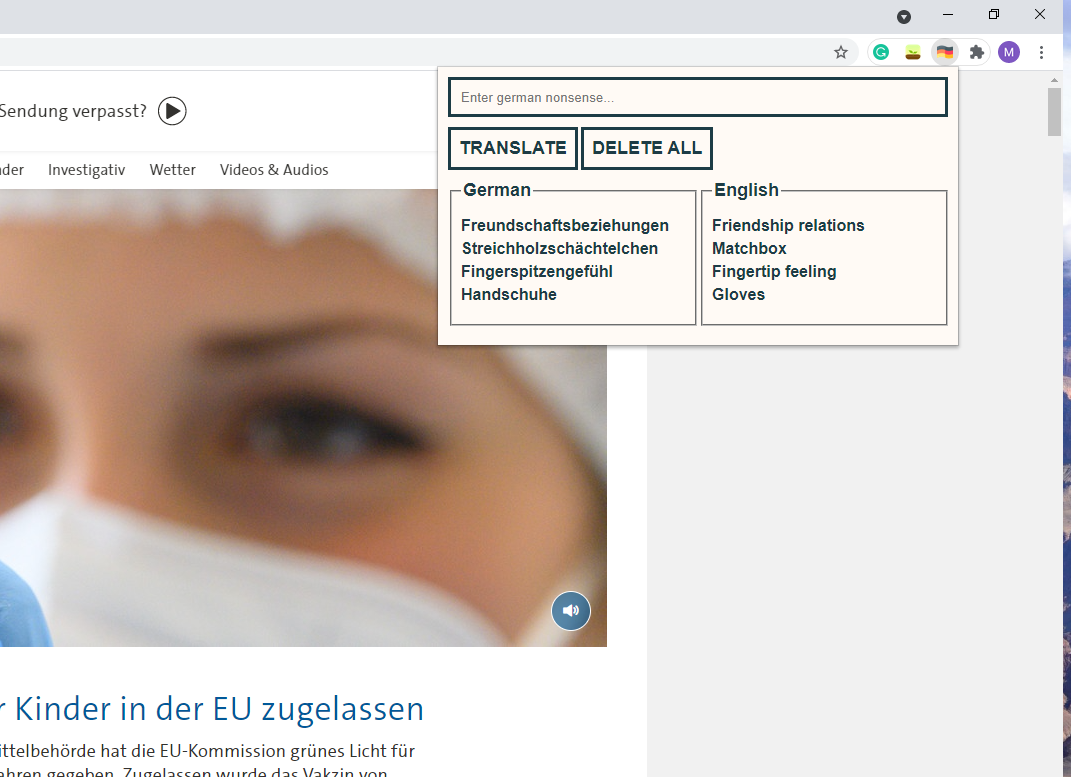 M
Enter german nonsense...
Sendung verpasst?
TRANSLATE DELETE ALL
der Investigativ Wetter Videos & Audios
German English
Freundschaftsbeziehungen Friendship relations
Streichholzschächtelchen Matchbox
Fingerspitzengefühl Fingertip feeling
Handschuhe Gloves
r Kinder in der EU zugelassen
ittelbehörde hat die EU-Kommission grünes Licht für
ahren gegeben. Zugelassen wurde das Vakzin von